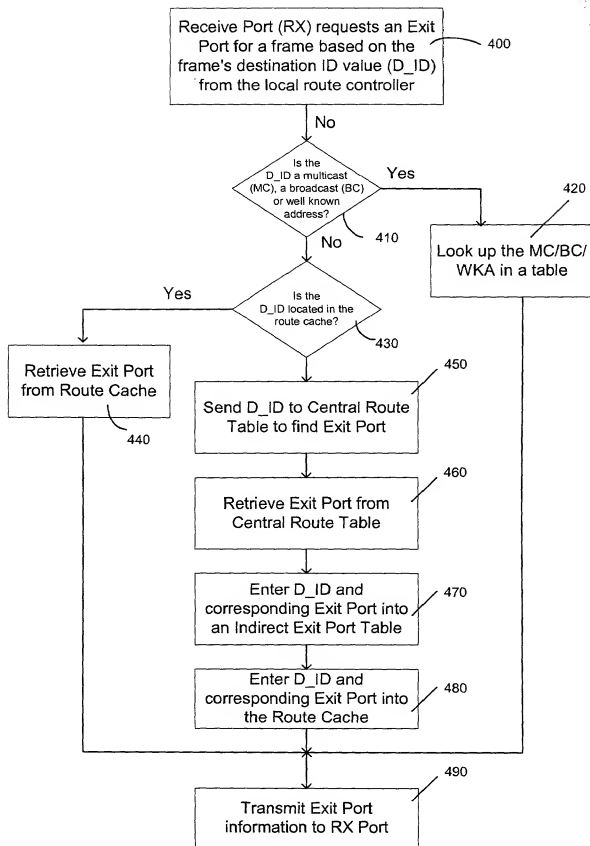 Receive Port (RX) requests an Exit
Port for a frame based on the
frame's destination ID value (D_ID)
from the local route controller
400
No
Is the
D_ID a multicast
(MC), a broadcast (BC)
or well known
address?
Yes
410
420
No
Look up the MC/BC/
WKA in a table
Is the
D_ID located in the
route cache?
Yes
430
Retrieve Exit Port
from Route Cache
440
450
Send D_ID to Central Route
Table to find Exit Port
460
Retrieve Exit Port from
Central Route Table
Enter D_ID and
corresponding Exit Port into
an Indirect Exit Port Table
470
Enter D_ID and
corresponding Exit Port into
the Route Cache
480
490
Transmit Exit Port
information to RX Port